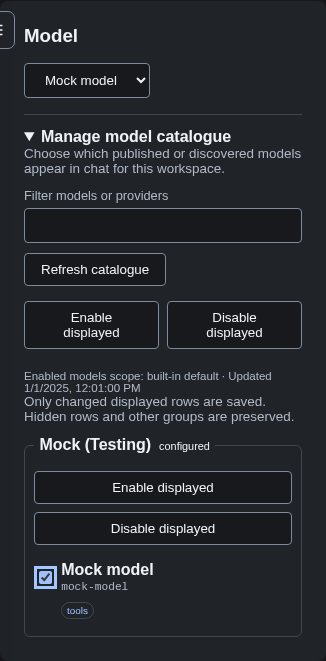 Model
Mock model
Manage model catalogue
Choose which published or discovered models
appear in chat for this workspace.
Filter models or providers
Refresh catalogue
Enable
displayed
Disable
displayed
Enabled models scope: built-in default · Updated
1/1/2025, 12:01:00 PM
Only changed displayed rows are saved.
Hidden rows and other groups are preserved.
Mock (Testing) configured
Enable displayed
Disable displayed
Mock model
mock-model
tools